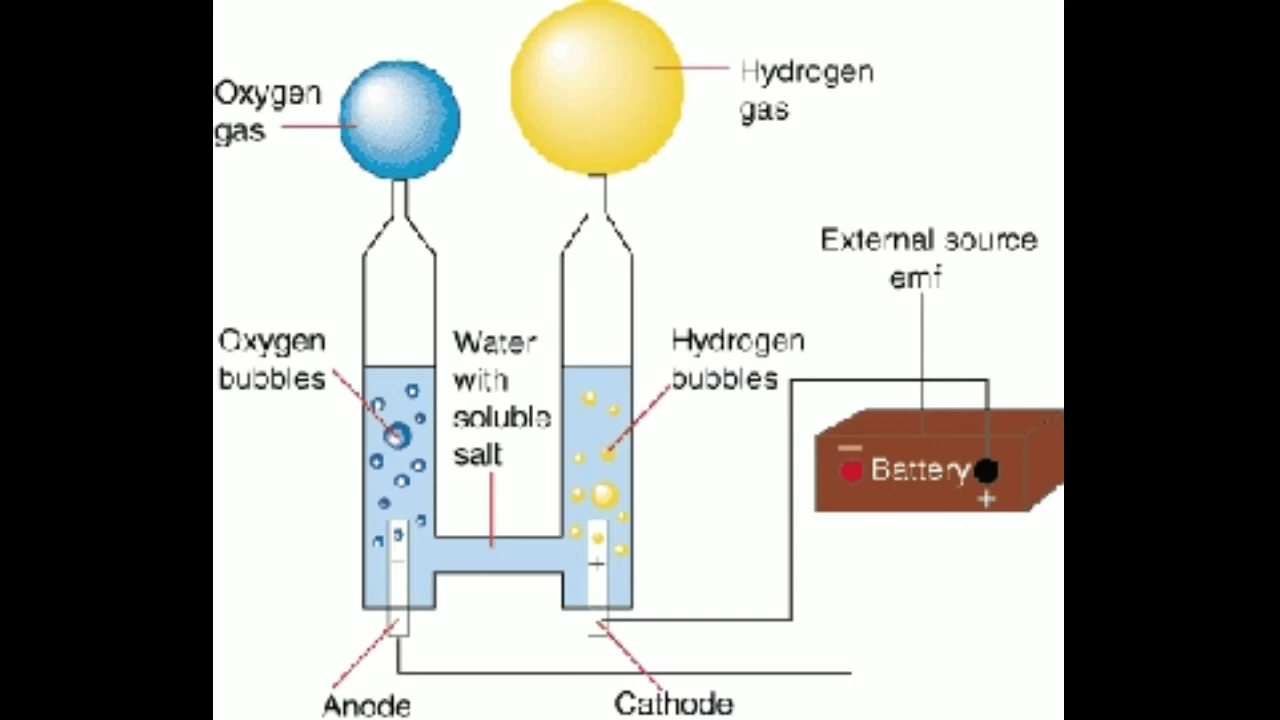 Oxygen
gas
Hydrogen
gas
External source
emf
Oxygen
bubbles
Water
with
soluble
salt
Hydrogen
bubbles
−
Battery
+
−
+
Anode
Cathode